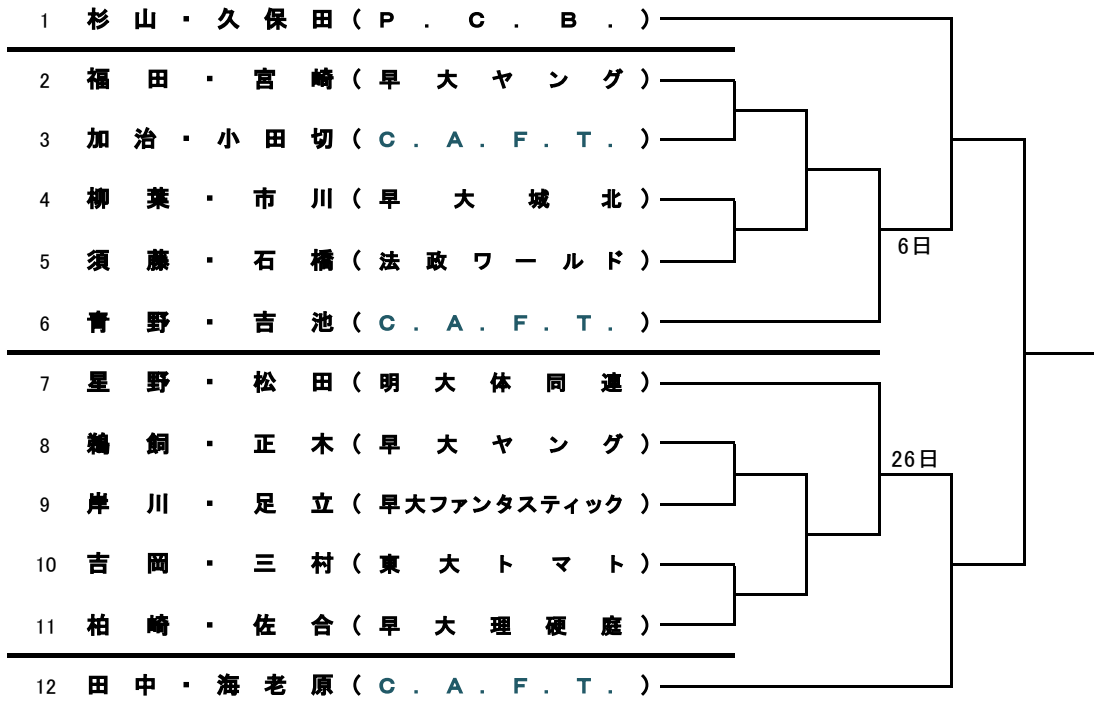 1 杉山・久保田(P.C.B.)
2 福田・宮崎(早大ヤング)
3 加治・小田切(C.A.F.T.)
4 柳葉・市川(早大城北)
5 須藤・石橋(法政ワールド)
6日
6 青野・吉池(C.A.F.T.)
7 星野・松田(明大体同連)
8 鵜飼・正木(早大ヤング)
26日
9 岸川・足立(早大ファンタスティック)
10 吉岡・三村(東大トマト)
11 柏崎・佐合(早大理硬庭)
12 田中・海老原(C.A.F.T.)